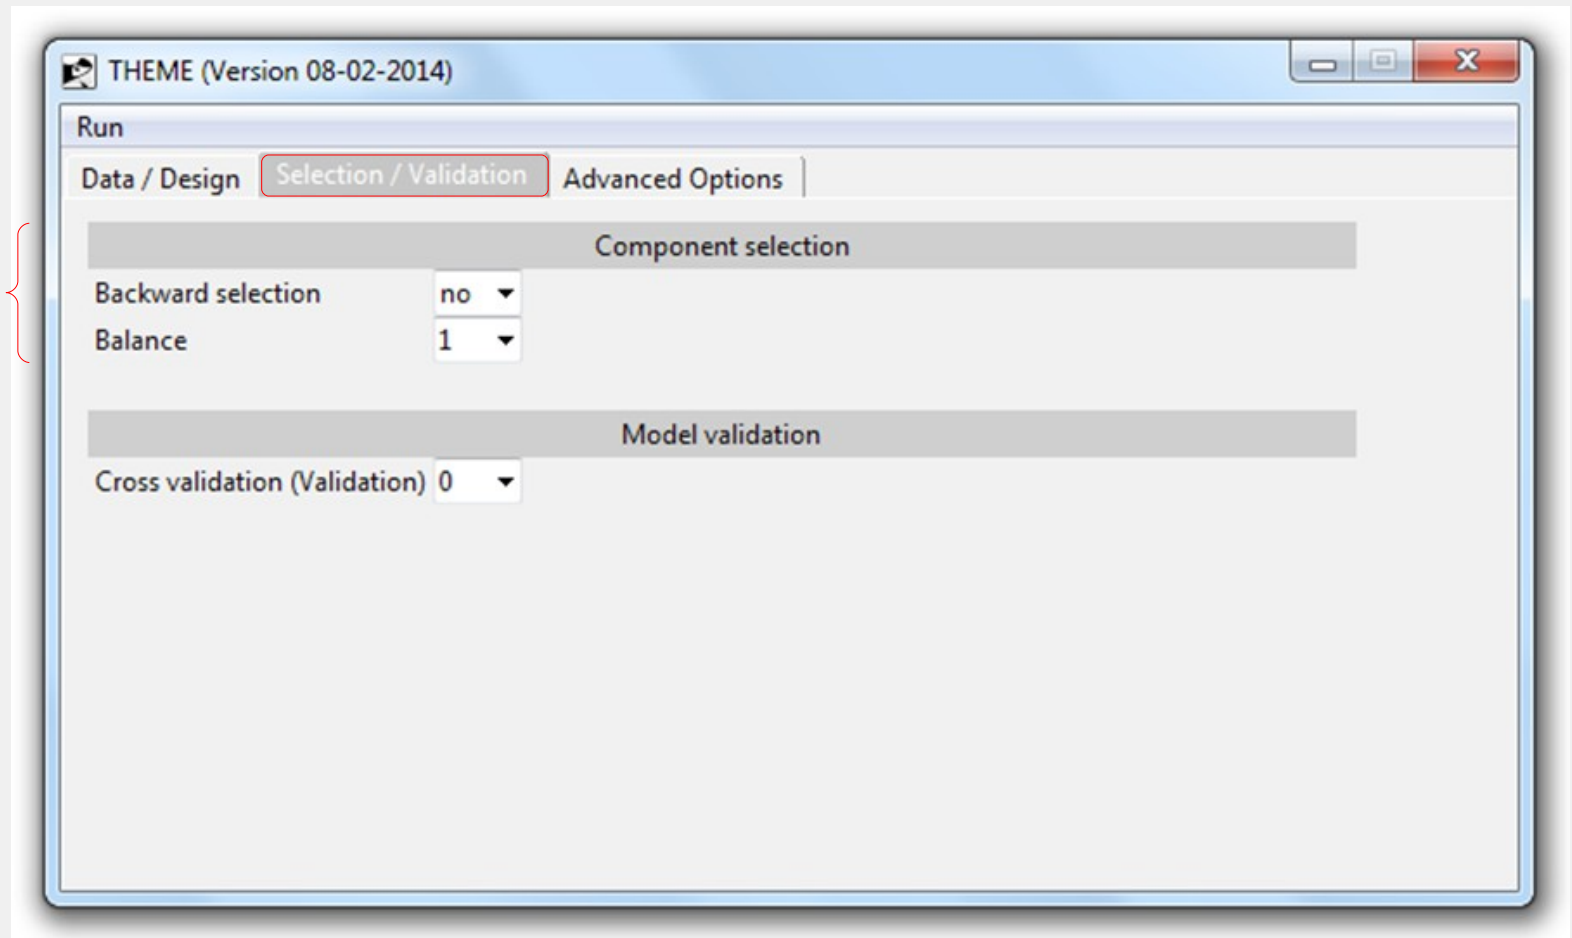 THEME (Version 08-02-2014)
Run
Data / Design Selection / Validation Advanced Options
Component selection
Backward selection no
Balance 1
Model validation
Cross validation (Validation) 0